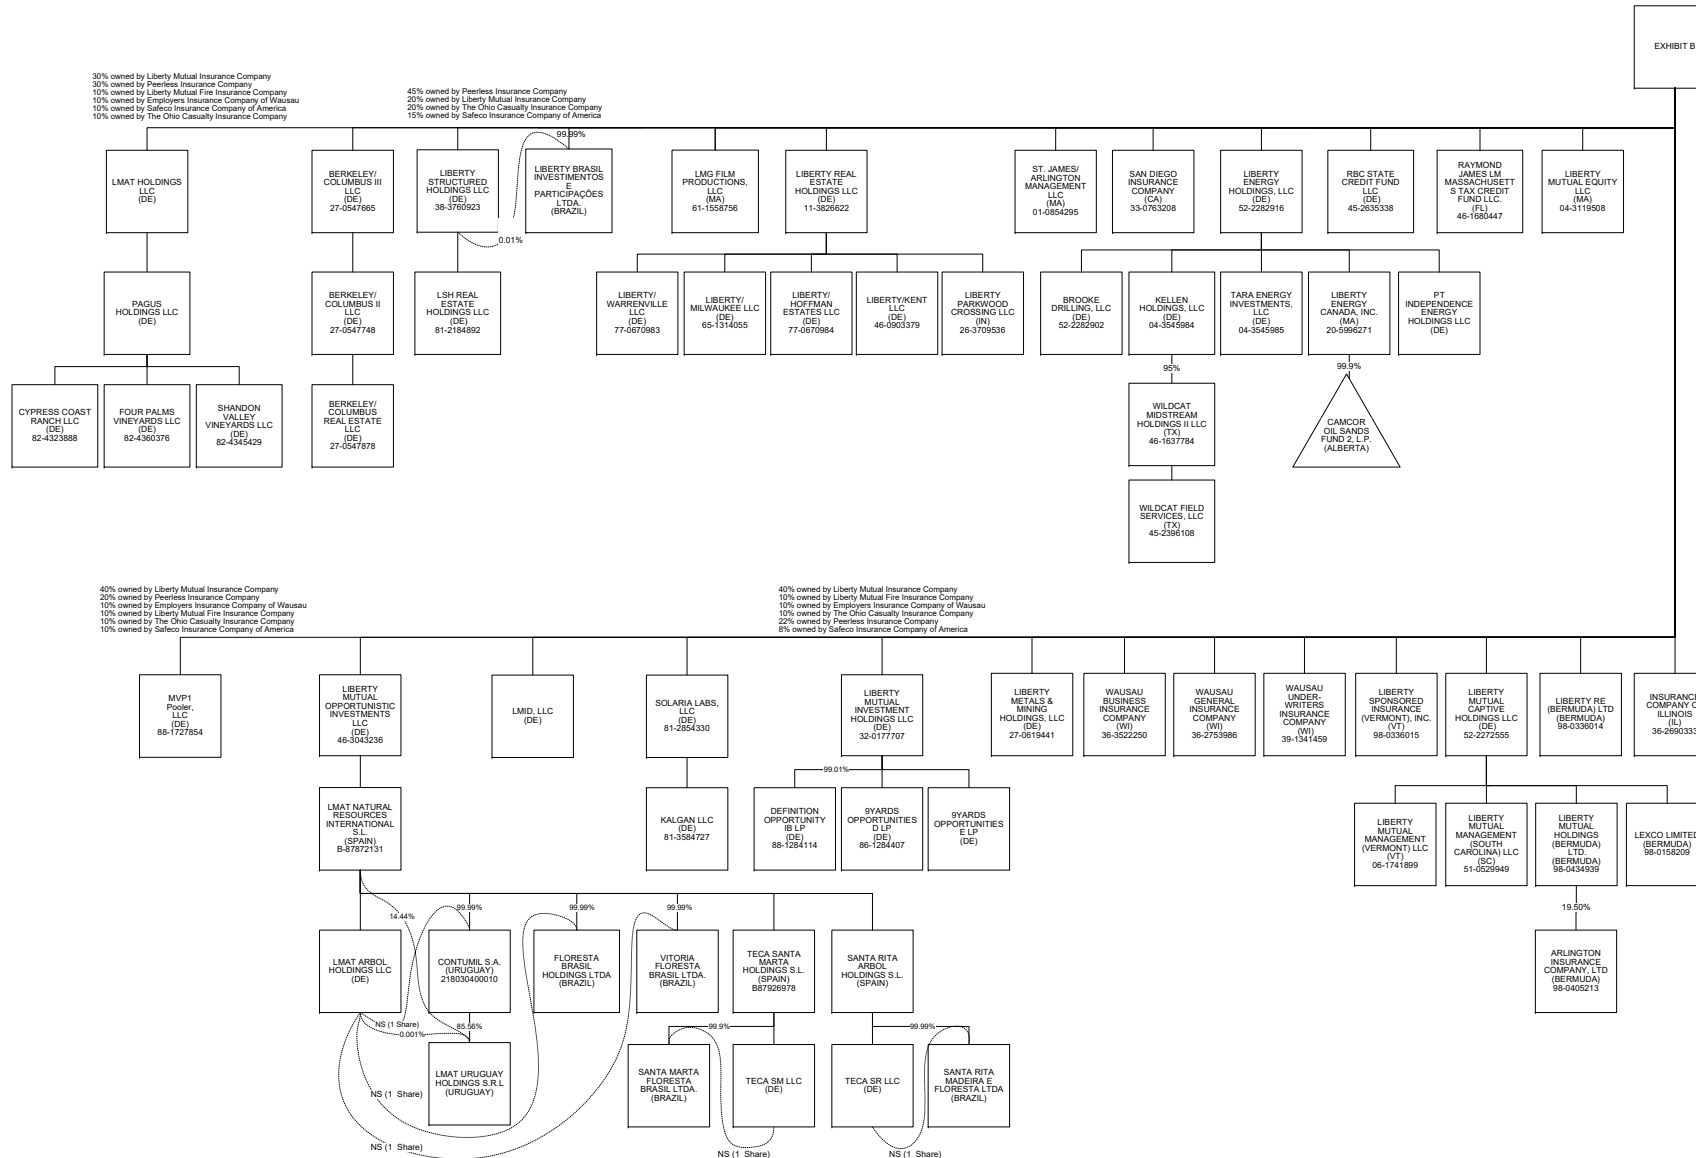 EXHIBIT B
30% owned by Liberty Mutual Insurance Company
30% owned by Peerless Insurance Company
10% owned by Liberty Mutual Fire Insurance Company
10% owned by Employers Insurance Company of Wausau
10% owned by Safeco Insurance Company of America
10% owned by The Ohio Casualty Insurance Company
45% owned by Peerless Insurance Company
20% owned by Liberty Mutual Insurance Company
20% owned by The Ohio Casualty Insurance Company
15% owned by Safeco Insurance Company of America
99.99%
LMAT HOLDINGS
LLC
(DE)
BERKELEY/
COLUMBUS III
LLC
(DE)
27-0547665
LIBERTY
STRUCTURED
HOLDINGS LLC
(DE)
38-3760923
LIBERTY BRASIL
INVESTIMENTOS
E
PARTICIPAÇÕES
LTDA.
(BRAZIL)
LMG FILM
PRODUCTIONS,
LLC
(MA)
61-1558756
LIBERTY REAL
ESTATE
HOLDINGS LLC
(DE)
11-3826622
ST. JAMES/
ARLINGTON
MANAGEMENT
LLC
(MA)
01-0854295
SAN DIEGO
INSURANCE
COMPANY
(CA)
33-0763208
LIBERTY
ENERGY
HOLDINGS, LLC
(DE)
52-2282916
RBC STATE
CREDIT FUND
LLC
(DE)
45-2635338
RAYMOND
JAMES LM
MASSACHUSETT
S TAX CREDIT
FUND LLC.
(FL)
46-1680447
LIBERTY
MUTUAL EQUITY
LLC
(MA)
04-3119508
0.01%
PAGUS
HOLDINGS LLC
(DE)
BERKELEY/
COLUMBUS II
LLC
(DE)
27-0547748
LSH REAL
ESTATE
HOLDINGS LLC
(DE)
81-2184892
LIBERTY/
WARRENVILLE
LLC
(DE)
77-0670983
LIBERTY/
MILWAUKEE LLC
(DE)
65-1314055
LIBERTY/
HOFFMAN
ESTATES LLC
(DE)
77-0670984
LIBERTY/KENT
LLC
(DE)
46-0903379
LIBERTY
PARKWOOD
CROSSING LLC
(IN)
26-3709536
BROOKE
DRILLING, LLC
(DE)
52-2282902
KELLEN
HOLDINGS, LLC
(DE)
04-3545984
TARA ENERGY
INVESTMENTS,
LLC
(DE)
04-3545985
LIBERTY
ENERGY
CANADA, INC.
(MA)
20-5996271
PT
INDEPENDENCE
ENERGY
HOLDINGS LLC
(DE)
95%
99.9%
CYPRESS COAST
RANCH LLC
(DE)
82-4323888
FOUR PALMS
VINEYARDS LLC
(DE)
82-4360376
SHANDON
VALLEY
VINEYARDS LLC
(DE)
82-4345429
BERKELEY/
COLUMBUS
REAL ESTATE
LLC
(DE)
27-0547878
WILDCAT
MIDSTREAM
HOLDINGS II LLC
(TX)
46-1637784
CAMCOR
OIL SANDS
FUND 2, L.P.
(ALBERTA)
WILDCAT FIELD
SERVICES, LLC
(TX)
45-2396108
40% owned by Liberty Mutual Insurance Company
20% owned by Peerless Insurance Company
10% owned by Employers Insurance Company of Wausau
10% owned by Liberty Mutual Fire Insurance Company
10% owned by The Ohio Casualty Insurance Company
10% owned by Safeco Insurance Company of America
40% owned by Liberty Mutual Insurance Company
10% owned by Liberty Mutual Fire Insurance Company
10% owned by Employers Insurance Company of Wausau
10% owned by The Ohio Casualty Insurance Company
22% owned by Peerless Insurance Company
8% owned by Safeco Insurance Company of America
MVP1
Pooler,
LLC
(DE)
88-1727854
LIBERTY
MUTUAL
OPPORTUNISTIC
INVESTMENTS
LLC
(DE)
46-3043236
LMID, LLC
(DE)
SOLARIA LABS,
LLC
(DE)
81-2854330
LIBERTY
MUTUAL
INVESTMENT
HOLDINGS LLC
(DE)
32-0177707
LIBERTY
METALS &
MINING
HOLDINGS, LLC
(DE)
27-0619441
WAUSAU
BUSINESS
INSURANCE
COMPANY
(WI)
36-3522250
WAUSAU
GENERAL
INSURANCE
COMPANY
(WI)
36-2753986
WAUSAU
UNDER-
WRITERS
INSURANCE
COMPANY
(WI)
39-1341459
LIBERTY
SPONSORED
INSURANCE
(VERMONT), INC.
(VT)
98-0336015
LIBERTY
MUTUAL
CAPTIVE
HOLDINGS LLC
(DE)
52-2272555
LIBERTY RE
(BERMUDA) LTD
(BERMUDA)
98-0336014
INSURANCE
COMPANY O
ILLINOIS
(IL)
36-2690333
99.01%
LMAT NATURAL
RESOURCES
INTERNATIONAL
S.L.
(SPAIN)
B-87872131
KALGAN LLC
(DE)
81-3584727
DEFINITION
OPPORTUNITY
IB LP
(DE)
88-1284114
9YARDS
OPPORTUNITIES
D LP
(DE)
86-1284407
9YARDS
OPPORTUNITIES
E LP
(DE)
LIBERTY
MUTUAL
MANAGEMENT
(VERMONT) LLC
(VT)
06-1741899
LIBERTY
MUTUAL
MANAGEMENT
(SOUTH
CAROLINA) LLC
(SC)
51-0529949
LIBERTY
MUTUAL
HOLDINGS
(BERMUDA)
LTD.
(BERMUDA)
98-0434939
LEXCO LIMITED
(BERMUDA)
98-0158209
14.44%
99.99%
99.99%
99.99%
19.50%
LMAT ARBOL
HOLDINGS LLC
(DE)
CONTUMIL S.A.
(URUGUAY)
218030400010
FLORESTA
BRASIL
HOLDINGS LTDA
(BRAZIL)
VITORIA
FLORESTA
BRASIL LTDA.
(BRAZIL)
TECA SANTA
MARTA
HOLDINGS S.L.
(SPAIN)
B87926978
SANTA RITA
ARBOL
HOLDINGS S.L.
(SPAIN)
ARLINGTON
INSURANCE
COMPANY, LTD
(BERMUDA)
98-0405213
NS (1 Share)
85.56%
0.001%
99.9%
99.99%
LMAT URUGUAY
HOLDINGS S.R.L
(URUGUAY)
SANTA MARTA
FLORESTA
BRASIL LTDA.
(BRAZIL)
TECA SM LLC
(DE)
TECA SR LLC
(DE)
SANTA RITA
MADEIRA E
FLORESTA LTDA
(BRAZIL)
NS (1 Share)
NS (1 Share)
NS (1 Share)
NS (1 Share)